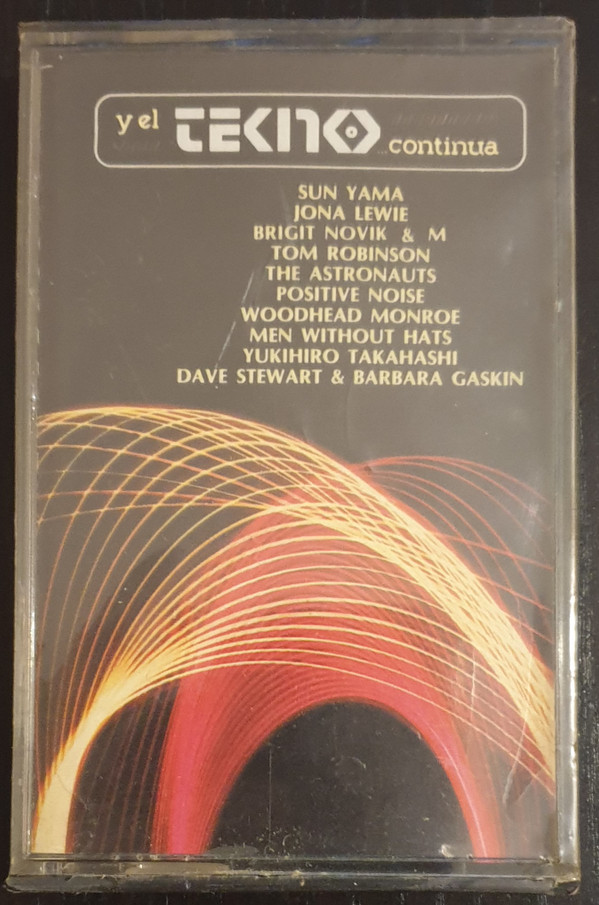 y el TEKNO continua
SUN YAMA
JONA LEWIE
BRIGIT NOVIK & M
TOM ROBINSON
THE ASTRONAUTS
POSITIVE NOISE
WOODHEAD MONROE
MEN WITHOUT HATS
YUKIHIRO TAKAHASHI
DAVE STEWART & BARBARA GASKIN